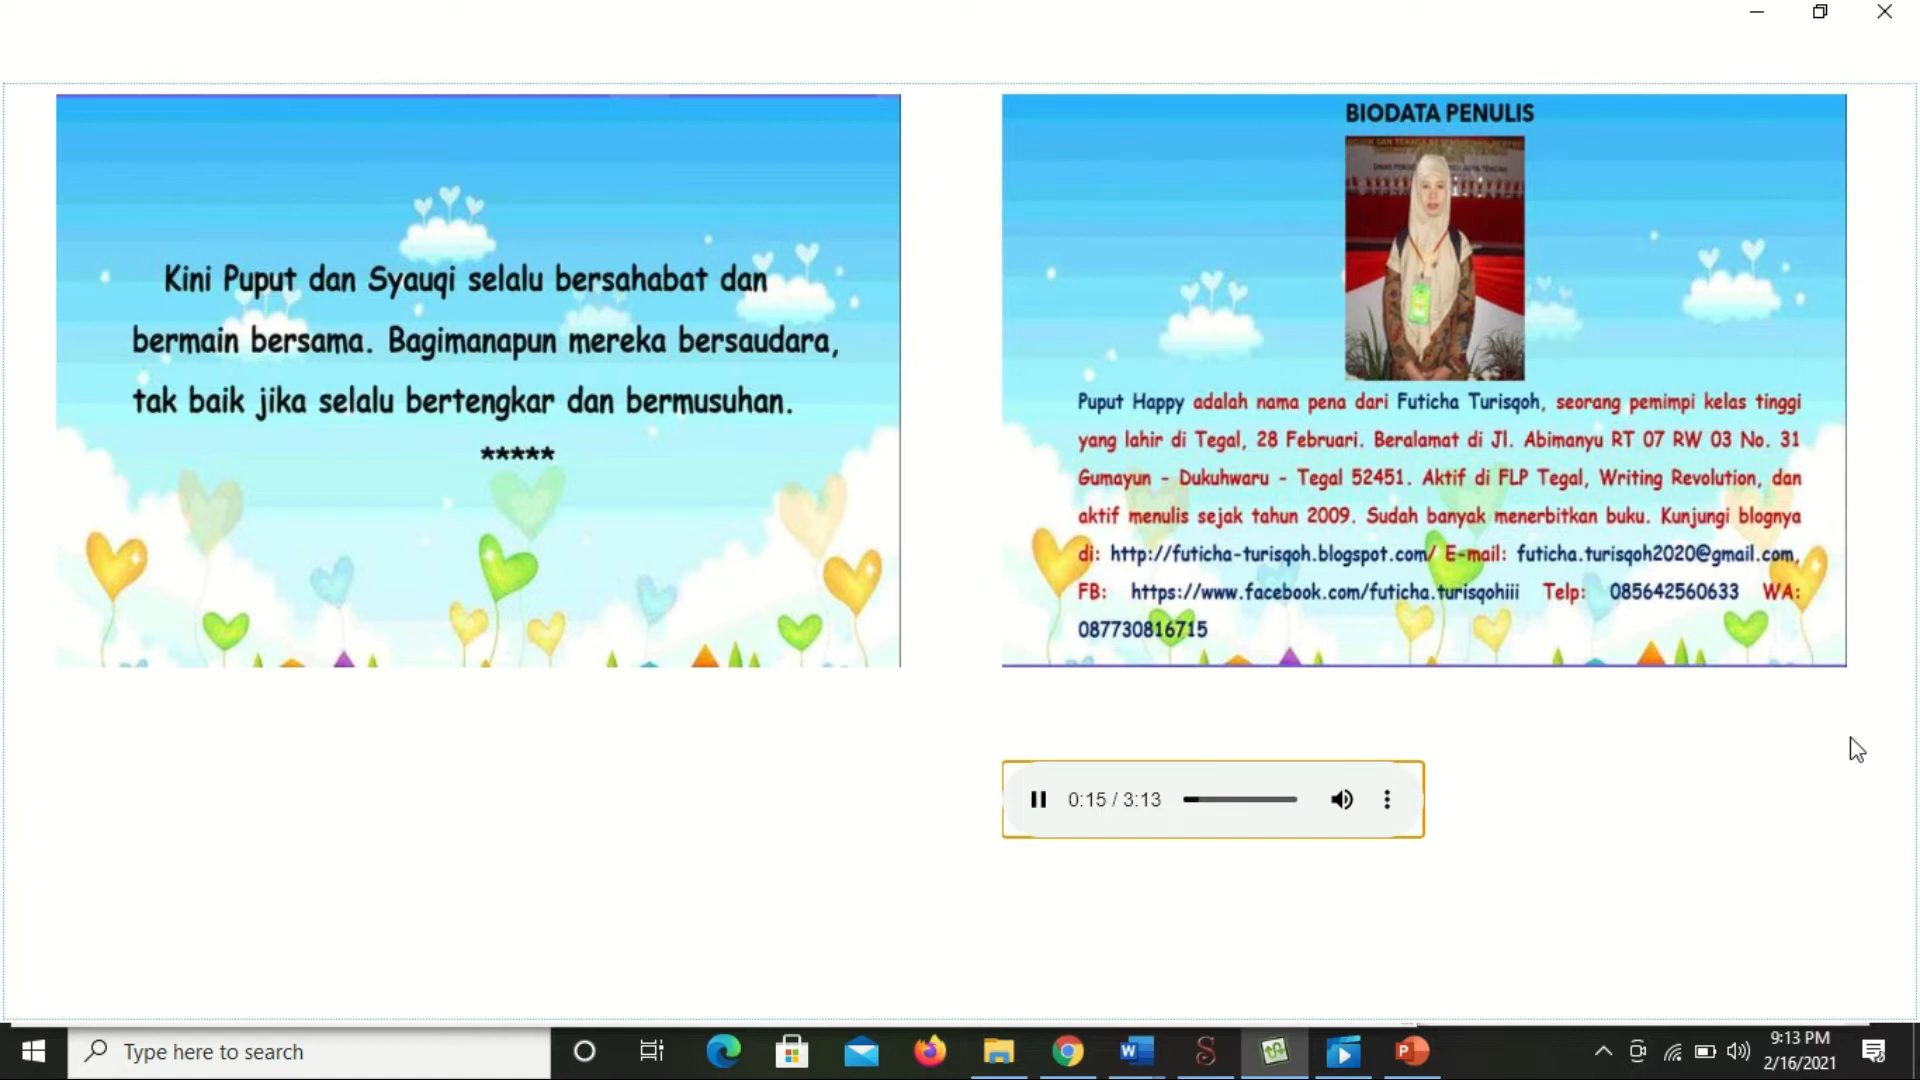 Kini Puput dan Syauqi selalu bersahabat dan
bermain bersama. Bagimanapun mereka bersaudara,
tak baik jika selalu bertengkar dan bermusuhan.
*****
BIODATA PENULIS
Puput Happy adalah nama pena dari Futicha Turisqoh, seorang pemimpi kelas tinggi
yang lahir di Tegal, 28 Februari. Beralamat di Jl. Abimanyu RT 07 RW 03 No. 31
Gumayun - Dukuhwaru - Tegal 52451. Aktif di FLP Tegal, Writing Revolution, dan
aktif menulis sejak tahun 2009. Sudah banyak menerbitkan buku. Kunjungi blognya
di: http://futicha-turisqoh.blogspot.com/ E-mail: futicha.turisqoh2020@gmail.com,
FB: https://www.facebook.com/futicha.turisqohiii Telp: 085642560633 WA:
087730816715
0:15 / 3:13
Type here to search
9:13 PM
2/16/2021